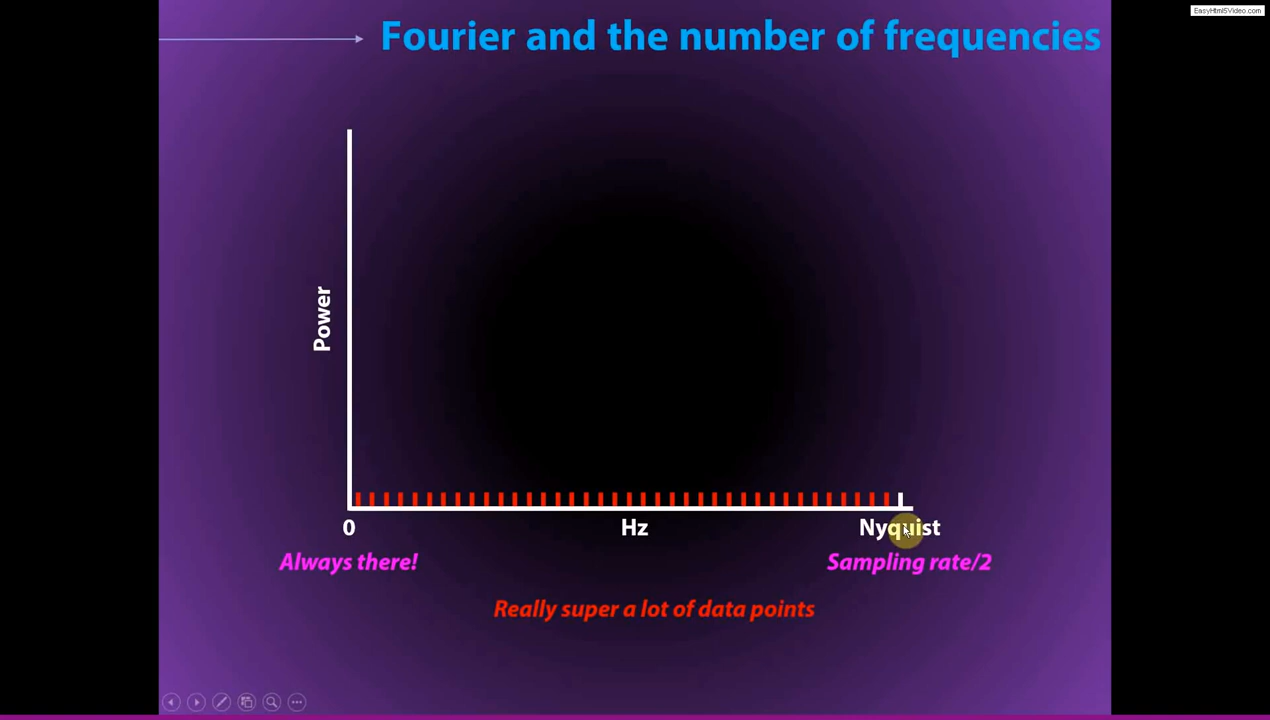 EasyHtml5Video.com
Fourier and the number of frequencies
Power
0
Hz
Nyquist
Always there!
Sampling rate/2
Really super a lot of data points